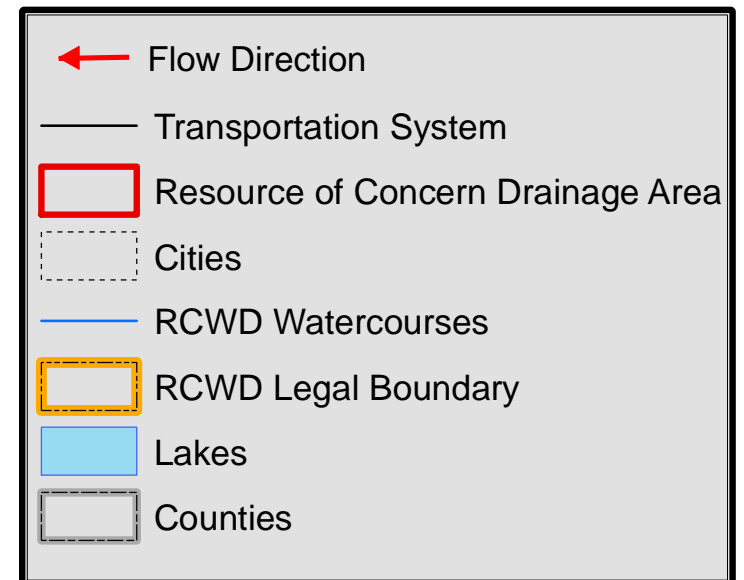 Flow Direction
Transportation System
Resource of Concern Drainage Area
Cities
RCWD Watercourses
RCWD Legal Boundary
Lakes
Counties